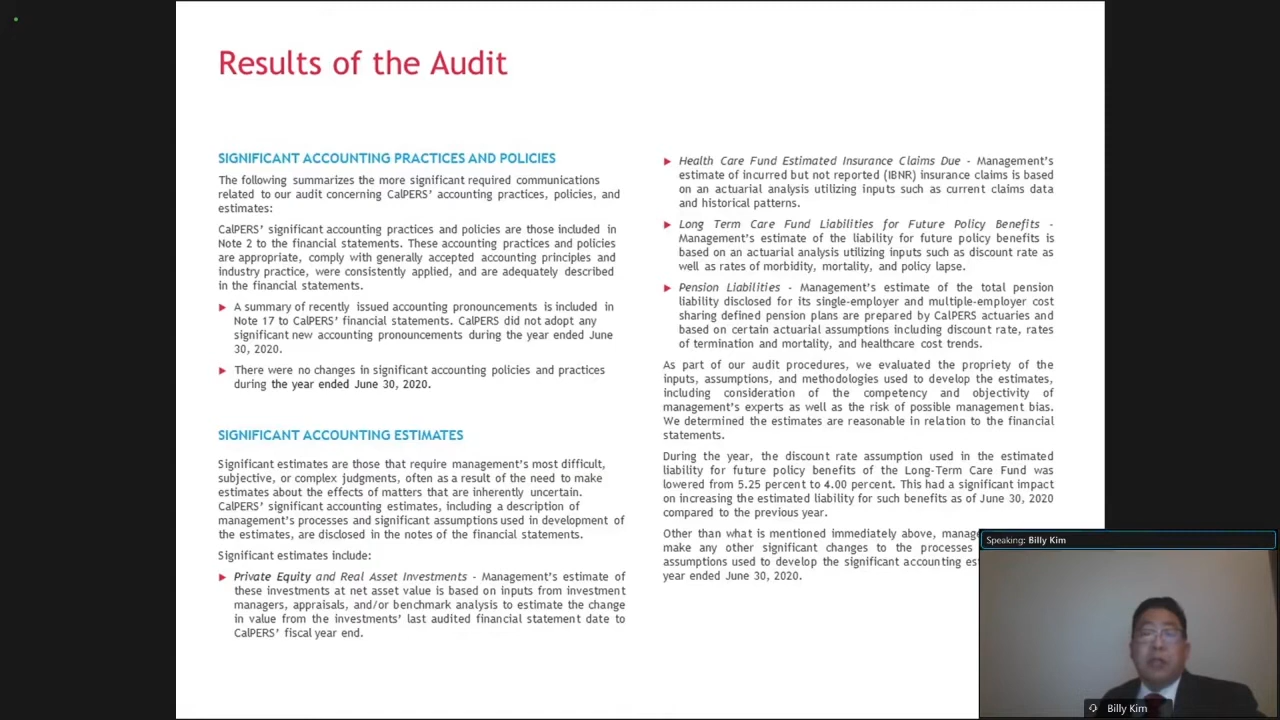 Results of the Audit
SIGNIFICANT ACCOUNTING PRACTICES AND POLICIES
The following summarizes the more significant required communications
related to our audit concerning CalPERS’ accounting practices, policies, and
estimates:
CalPERS’ significant accounting practices and policies are those included in
Note 2 to the financial statements. These accounting practices and policies
are appropriate, comply with generally accepted accounting principles and
industry practice, were consistently applied, and are adequately described
in the financial statements.
A summary of recently issued accounting pronouncements is included in
Note 17 to CalPERS’ financial statements. CalPERS did not adopt any
significant new accounting pronouncements during the year ended June
30, 2020.
There were no changes in significant accounting policies and practices
during the year ended June 30, 2020.
SIGNIFICANT ACCOUNTING ESTIMATES
Significant estimates are those that require management’s most difficult,
subjective, or complex judgments, often as a result of the need to make
estimates about the effects of matters that are inherently uncertain.
CalPERS’ significant accounting estimates, including a description of
management’s processes and significant assumptions used in development of
the estimates, are disclosed in the notes of the financial statements.
Significant estimates include:
Private Equity and Real Asset Investments - Management’s estimate of
these investments at net asset value is based on inputs from investment
managers, appraisals, and/or benchmark analysis to estimate the change
in value from the investments’ last audited financial statement date to
CalPERS’ fiscal year end.
Health Care Fund Estimated Insurance Claims Due - Management’s
estimate of incurred but not reported (IBNR) insurance claims is based
on an actuarial analysis utilizing inputs such as current claims data
and historical patterns.
Long Term Care Fund Liabilities for Future Policy Benefits -
Management’s estimate of the liability for future policy benefits is
based on an actuarial analysis utilizing inputs such as discount rate as
well as rates of morbidity, mortality, and policy lapse.
Pension Liabilities - Management’s estimate of the total pension
liability disclosed for its single-employer and multiple-employer cost
sharing defined pension plans are prepared by CalPERS actuaries and
based on certain actuarial assumptions including discount rate, rates
of termination and mortality, and healthcare cost trends.
As part of our audit procedures, we evaluated the propriety of the
inputs, assumptions, and methodologies used to develop the estimates,
including consideration of the competency and objectivity of
management’s experts as well as the risk of possible management bias.
We determined the estimates are reasonable in relation to the financial
statements.
During the year, the discount rate assumption used in the estimated
liability for future policy benefits of the Long-Term Care Fund was
lowered from 5.25 percent to 4.00 percent. This had a significant impact
on increasing the estimated liability for such benefits as of June 30, 2020
compared to the previous year.
Other than what is mentioned immediately above,
make any other significant changes to the processes
assumptions used to develop the significant accounting
year ended June 30, 2020.
Speaking: Billy Kim
Billy Kim